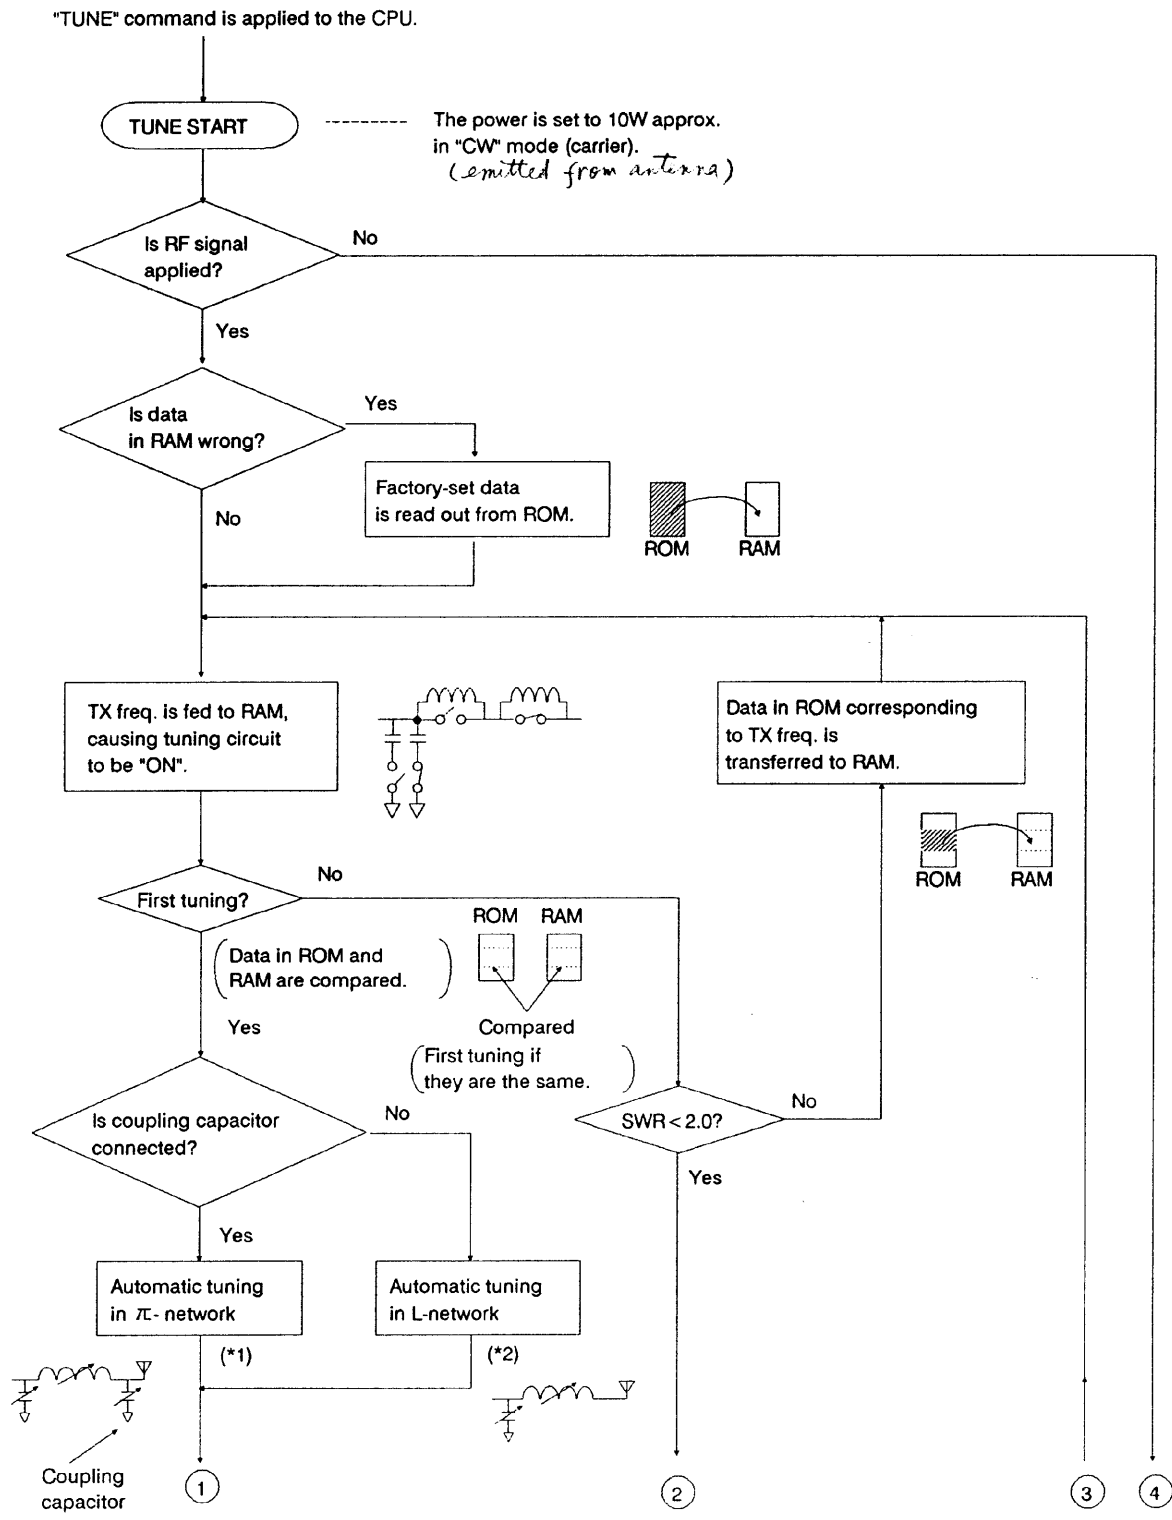 "TUNE" command is applied to the CPU.
TUNE START
The power is set to 10W approx.
in "CW" mode (carrier).
(emitted from antenna)
Is RF signal
applied?
No
Yes
Is data
in RAM wrong?
Yes
Factory-set data
is read out from ROM.
ROM
RAM
No
TX freq. is fed to RAM,
causing tuning circuit
to be "ON".
Data in ROM corresponding
to TX freq. is
transferred to RAM.
ROM
RAM
First tuning?
No
ROM
RAM
(Data in ROM and
RAM are compared.)
Compared
(First tuning if
they are the same.)
Yes
Is coupling capacitor
connected?
No
SWR<2.0?
No
Yes
Yes
Automatic tuning
in π- network
Automatic tuning
in L-network
(*1)
(*2)
Coupling
capacitor
1
2
3
4